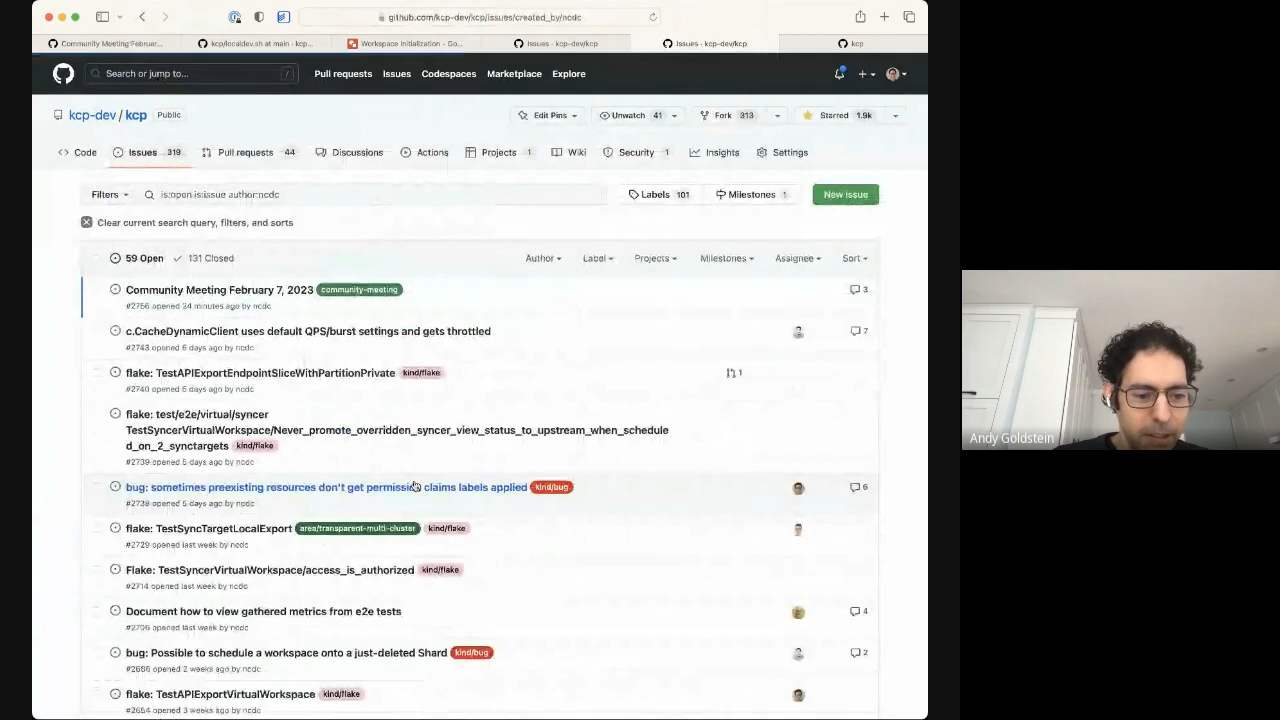 github.com/kcp-dev/kcp/issues/created_by/ncdc
Community Meeting Februar...
kcp/localdev.sh at main · kcp...
Workspace Initialization - Go...
Issues · kcp-dev/kcp
Issues · kcp-dev/kcp
kcp
Search or jump to...
/
Pull requests
Issues
Codespaces
Marketplace
Explore
kcp-dev / kcp
Public
Edit Pins
Unwatch 41
Fork 313
Starred 1.9k
Code
Issues 319
Pull requests 44
Discussions
Actions
Projects 1
Wiki
Security 1
Insights
Settings
Filters
is:open is:issue author:ncdc
Labels 101
Milestones 1
New issue
Clear current search query, filters, and sorts
59 Open
131 Closed
Author
Label
Projects
Milestones
Assignee
Sort
Community Meeting February 7, 2023 community-meeting
3
#2756 opened 34 minutes ago by ncdc
c.CacheDynamicClient uses default QPS/burst settings and gets throttled
7
#2743 opened 5 days ago by ncdc
flake: TestAPIExportEndpointSliceWithPartitionPrivate kind/flake
1
#2740 opened 5 days ago by ncdc
flake: test/e2e/virtual/syncer
TestSyncerVirtualWorkspace/Never_promote_overridden_syncer_view_status_to_upstream_when_schedule
d_on_2_synctargets kind/flake
#2739 opened 5 days ago by ncdc
bug: sometimes preexisting resources don't get permission claims labels applied kind/bug
6
#2738 opened 5 days ago by ncdc
flake: TestSyncTargetLocalExport area/transparent-multi-cluster kind/flake
#2729 opened last week by ncdc
Flake: TestSyncerVirtualWorkspace/access_is_authorized kind/flake
#2714 opened last week by ncdc
Document how to view gathered metrics from e2e tests
4
#2706 opened last week by ncdc
bug: Possible to schedule a workspace onto a just-deleted Shard kind/bug
2
#2686 opened 2 weeks ago by ncdc
flake: TestAPIExportVirtualWorkspace kind/flake
#2654 opened 3 weeks ago by ncdc
Andy Goldstein